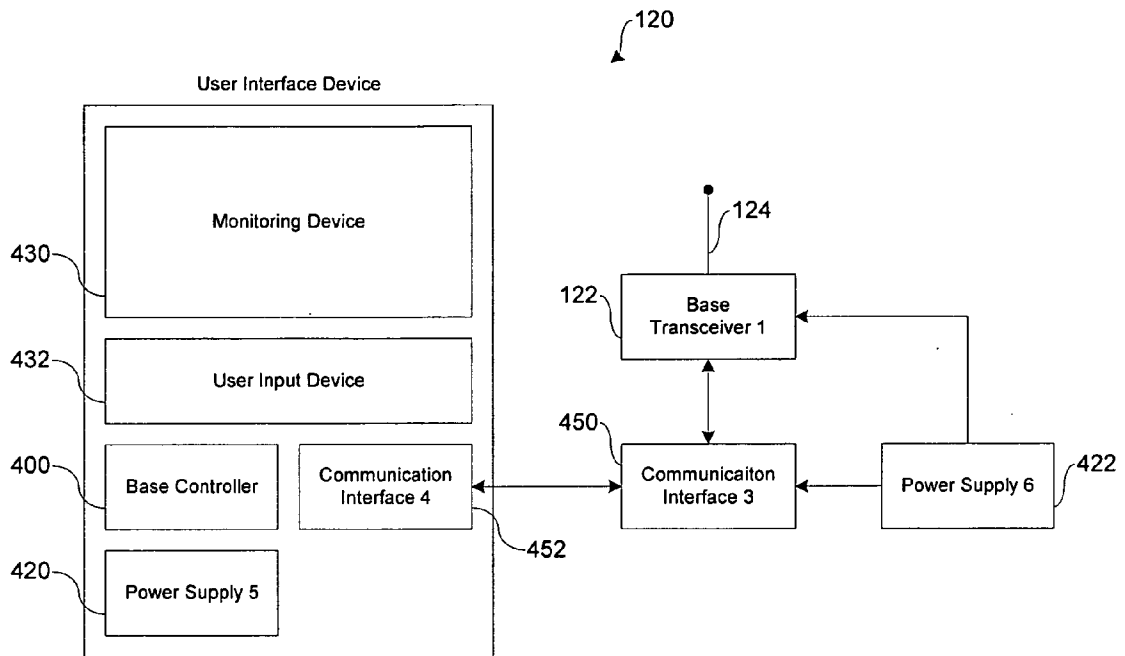 120
User Interface Device
Monitoring Device
430
124
122
Base
Transceiver 1
432
User Input Device
450
400
Base Controller
Communication
Interface 4
Communicaiton
Interface 3
Power Supply 6
422
452
420
Power Supply 5